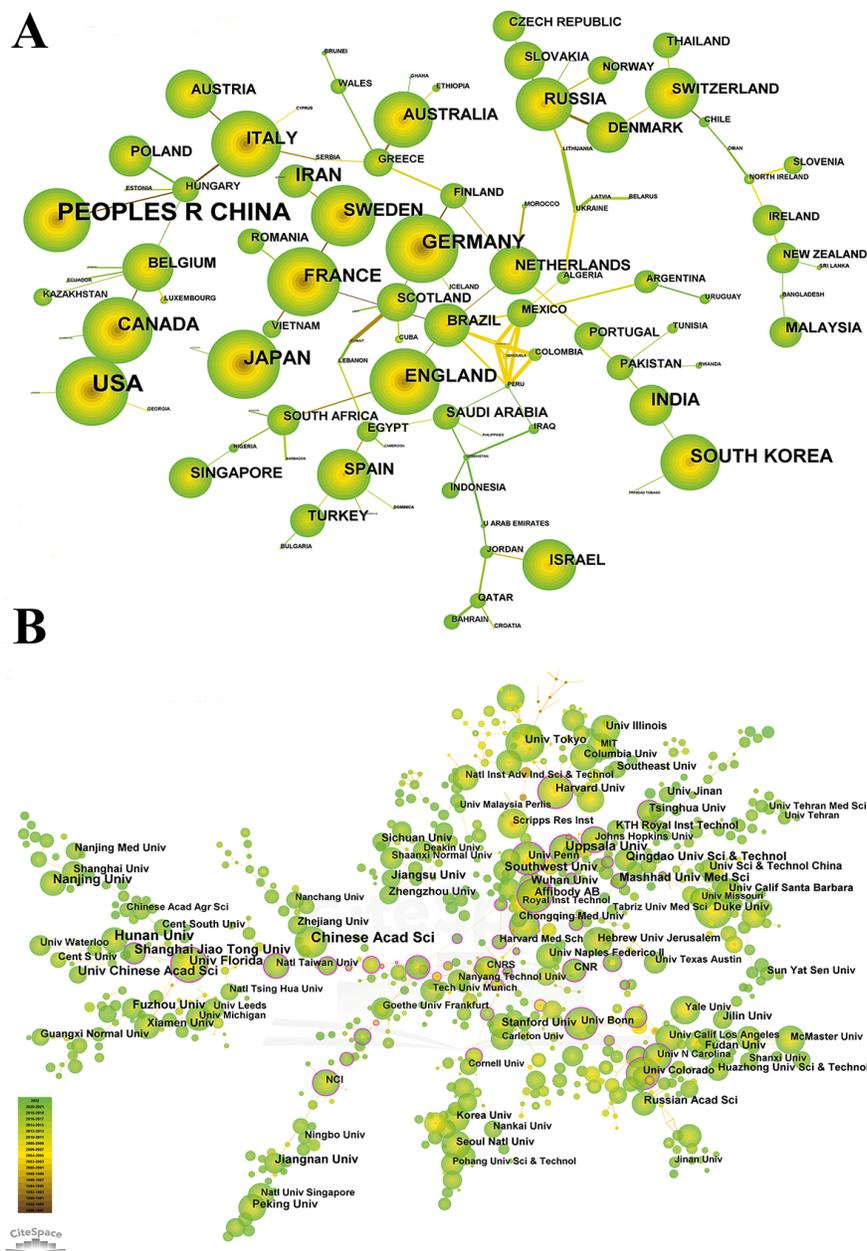 A
CZECH REPUBLIC
THAILAND
BRUNEI
SLOVAKIA
NORWAY
AUSTRIA
WALES
GHANA
ETHIOPIA
RUSSIA
SWITZERLAND
CYPRUS
AUSTRALIA
CHILE
DENMARK
ITALY
POLAND
SERBIA
GREECE
LITHUANIA
OMAN
SLOVENIA
IRAN
NORTH IRELAND
ESTONIA
HUNGARY
FINLAND
LATVIA
BELARUS
PEOPLES R CHINA
SWEDEN
MOROCCO
UKRAINE
IRELAND
ROMANIA
GERMANY
BELGIUM
NETHERLANDS
NEW ZEALAND
SRI LANKA
FRANCE
ALGERIA
ARGENTINA
ECUADOR
ICELAND
KAZAKHSTAN
LUXEMBOURG
SCOTLAND
URUGUAY
BANGLADESH
MEXICO
CANADA
VIETNAM
BRAZIL
TUNISIA
MALAYSIA
CUBA
PORTUGAL
KUWAIT
JAPAN
LEBANON
VENEZUELA
COLOMBIA
PAKISTAN
RWANDA
USA
ENGLAND
PERU
INDIA
GEORGIA
SOUTH AFRICA
SAUDI ARABIA
EGYPT
IRAQ
PHILIPPINES
NIGERIA
CAMEROON
BARBADOS
SOUTH KOREA
SINGAPORE
SPAIN
INDONESIA
TRINIDAD TOBAGO
DOMINICA
TURKEY
U ARAB EMIRATES
BULGARIA
JORDAN
ISRAEL
QATAR
BAHRAIN
CROATIA
B
Univ Illinois
Univ Tokyo
MIT
Columbia Univ
Southeast Univ
Natl Inst Adv Ind Sci & Technol
Harvard Univ
Univ Jinan
Univ Malaysia Perlis
Tsinghua Univ
Univ Tehran Med Sci
Univ Tehran
Scripps Res Inst
KTH Royal Inst Technol
Sichuan Univ
Johns Hopkins Univ
Nanjing Med Univ
Deakin Univ
Uppsala Univ
Shaanxi Normal Univ
Univ Penn
Qingdao Univ Sci & Technol
Shanghai Univ
Southwest Univ
Univ Sci & Technol China
Nanjing Univ
Jiangsu Univ
Wuhan Univ
Mashhad Univ Med Sci
Zhengzhou Univ
Affibody AB
Univ Calif Santa Barbara
Nanchang Univ
Royal Inst Technol
Univ Missouri
Chinese Acad Agr Sci
Tabriz Univ Med Sci
Duke Univ
Chongqing Med Univ
Zhejiang Univ
Cent South Univ
Hunan Univ
Chinese Acad Sci
Harvard Med Sch
Hebrew Univ Jerusalem
Univ Waterloo
Shanghai Jiao Tong Univ
Univ Naples Federico II
Cent S Univ
Univ Florida
Natl Taiwan Univ
CNRS
CNR
Univ Texas Austin
Univ Chinese Acad Sci
Nanyang Technol Univ
Sun Yat Sen Univ
Natl Tsing Hua Univ
Tech Univ Munich
Fuzhou Univ
Univ Leeds
Goethe Univ Frankfurt
Yale Univ
Univ Michigan
Jilin Univ
Xiamen Univ
Stanford Univ
Univ Bonn
Guangxi Normal Univ
Carleton Univ
Univ Calif Los Angeles
McMaster Univ
Fudan Univ
Univ N Carolina
Shanxi Univ
Cornell Univ
Univ Colorado
Huazhong Univ Sci & Technol
NCI
Russian Acad Sci
Korea Univ
Nankai Univ
Ningbo Univ
Seoul Natl Univ
Jiangnan Univ
Pohang Univ Sci & Technol
Jinan Univ
Natl Univ Singapore
Peking Univ
2022
CiteSpace